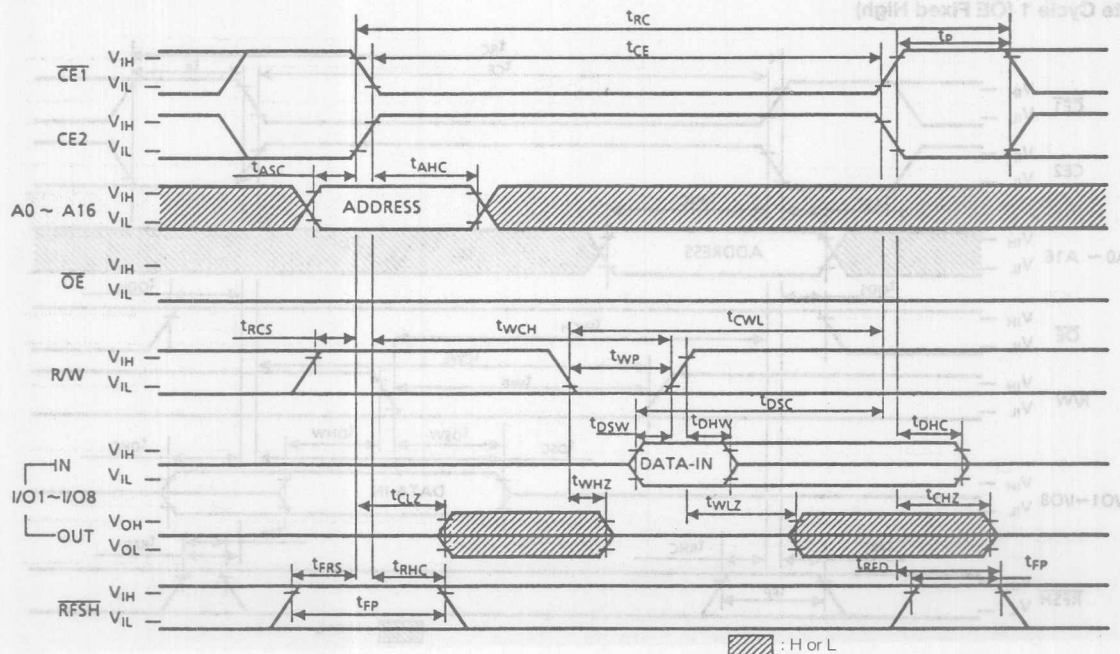 tRC
tP
tCE
CE1 VIH
VIL
CE2 VIH
VIL
tASC tAHC
A0 ~ A16 VIH
VIL
ADDRESS
OE VIH
VIL
tRCS tWCH tCWL
R/W VIH
VIL
tWP
tDSC
tDSW tDHW tDHC
IN VIH
VIL
DATA-IN
I/O1~I/O8
tWHZ
tCLZ tWLZ tCHZ
OUT VOH
VOL
tFRS tRHC tRFD tFP
RFSH VIH
VIL
tFP
: H or L